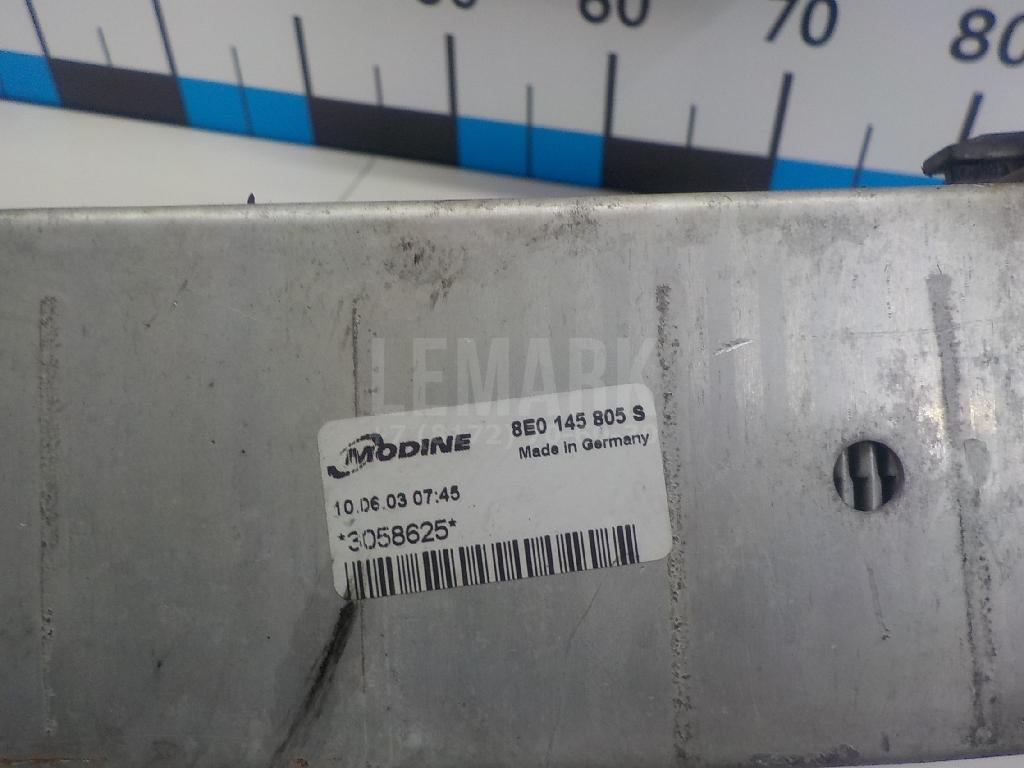 60
70
80
LEMARK
MODINE
8E0 145 805 S
Made in Germany
10.06.03 07:45
*3058625*